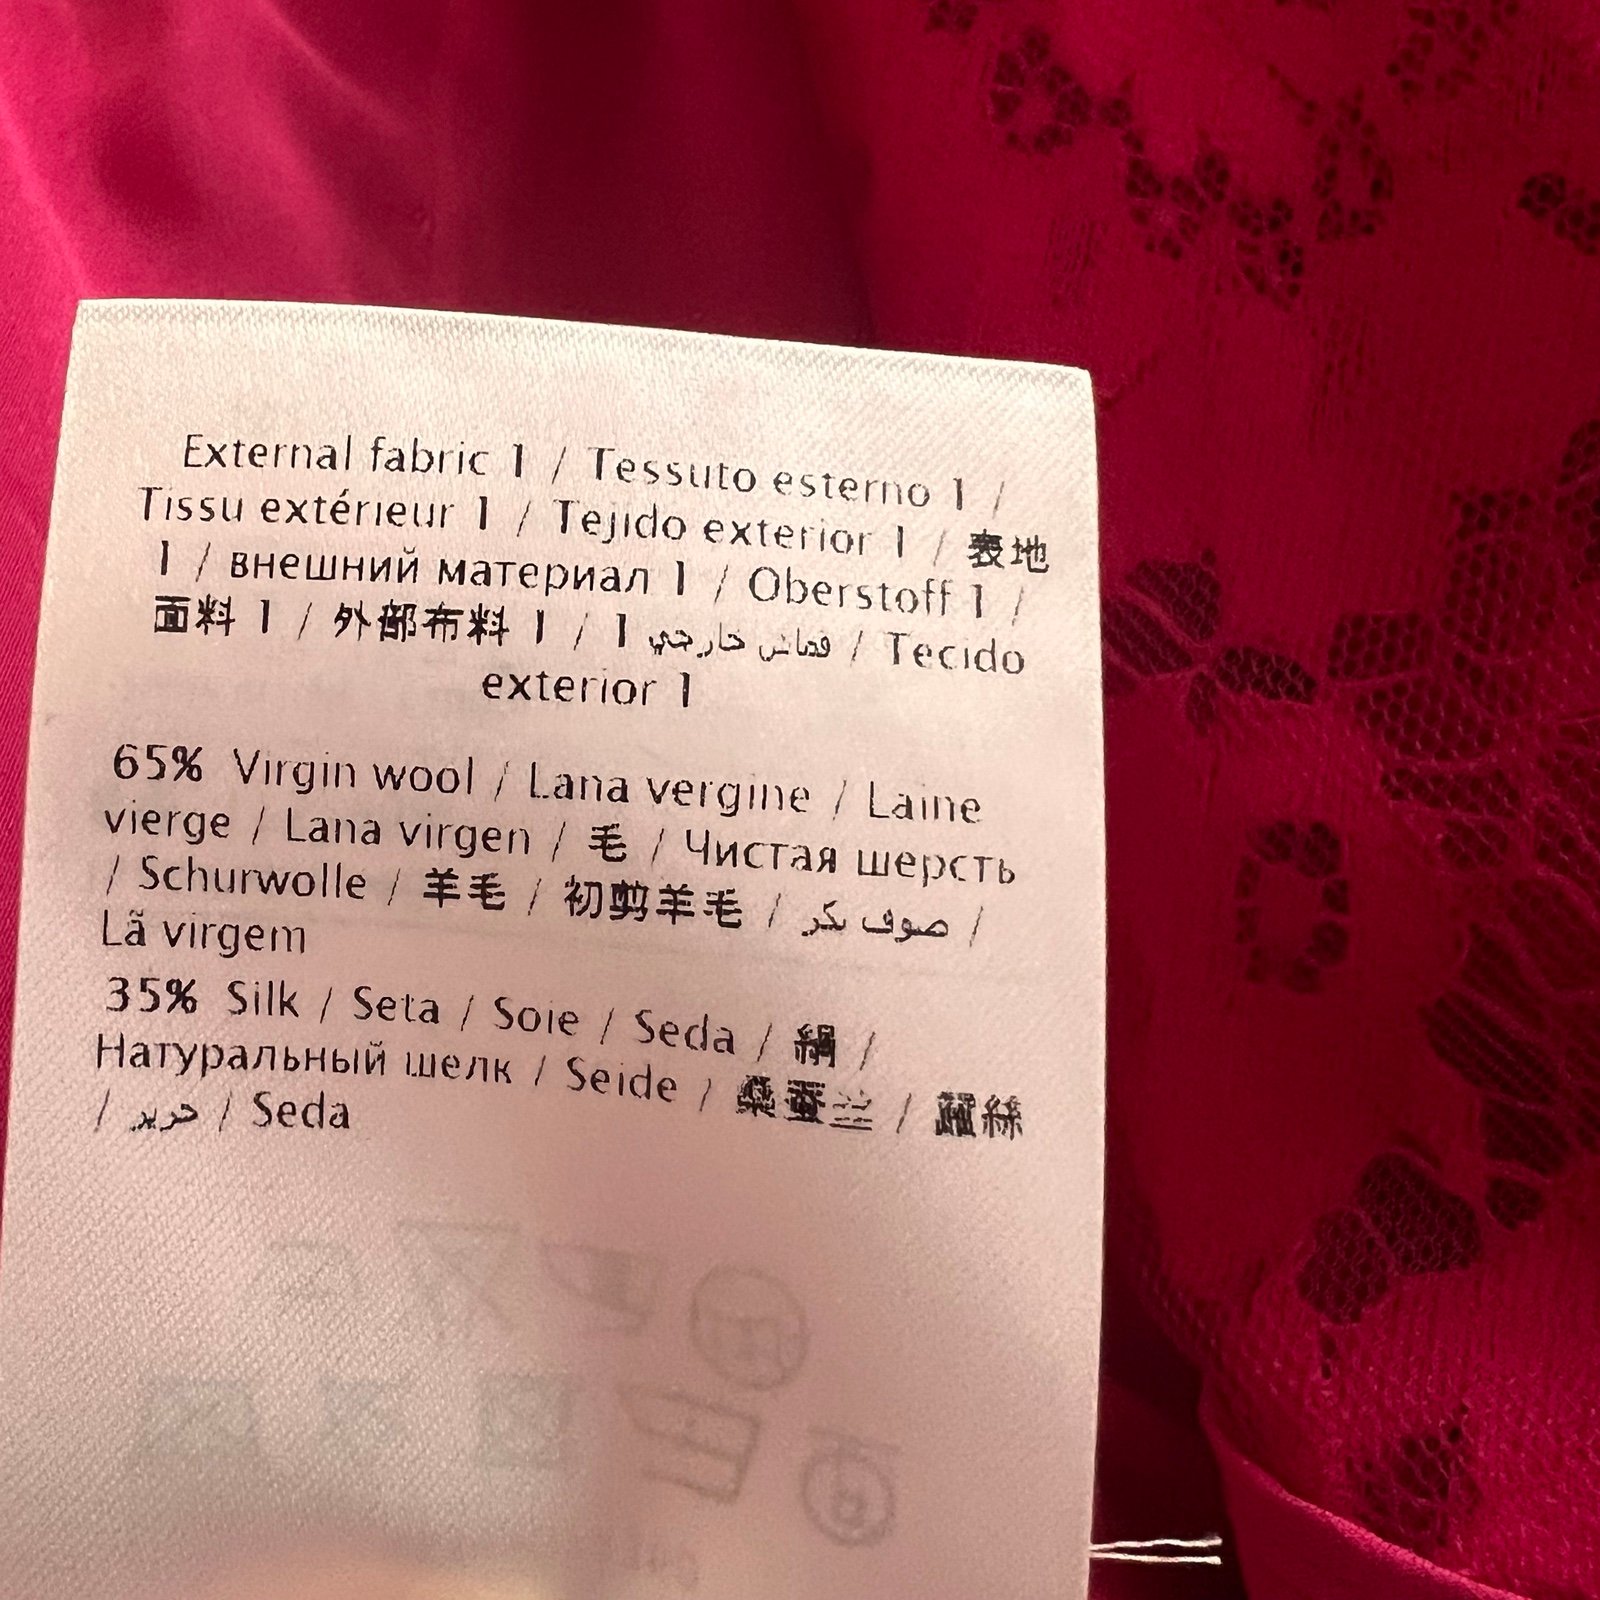 External fabric 1 / Tessuto esterno 1 /
Tissu extérieur 1 / Tejido exterior 1 / 表地
1 / внешний материал 1 / Oberstoff 1 /
面料 1 / 外部布料 1 / قماش خارجي 1 / Tecido
exterior 1
65% Virgin wool / Lana vergine / Laine
vierge / Lana virgen / 毛 / Чистая шерсть
/ Schurwolle / 羊毛 / 初剪羊毛 / صوف بكر /
Lã virgem
35% Silk / Seta / Soie / Seda / 絹 /
Натуральный шелк / Seide / 桑蚕丝 / 蠶絲
/ حرير / Seda